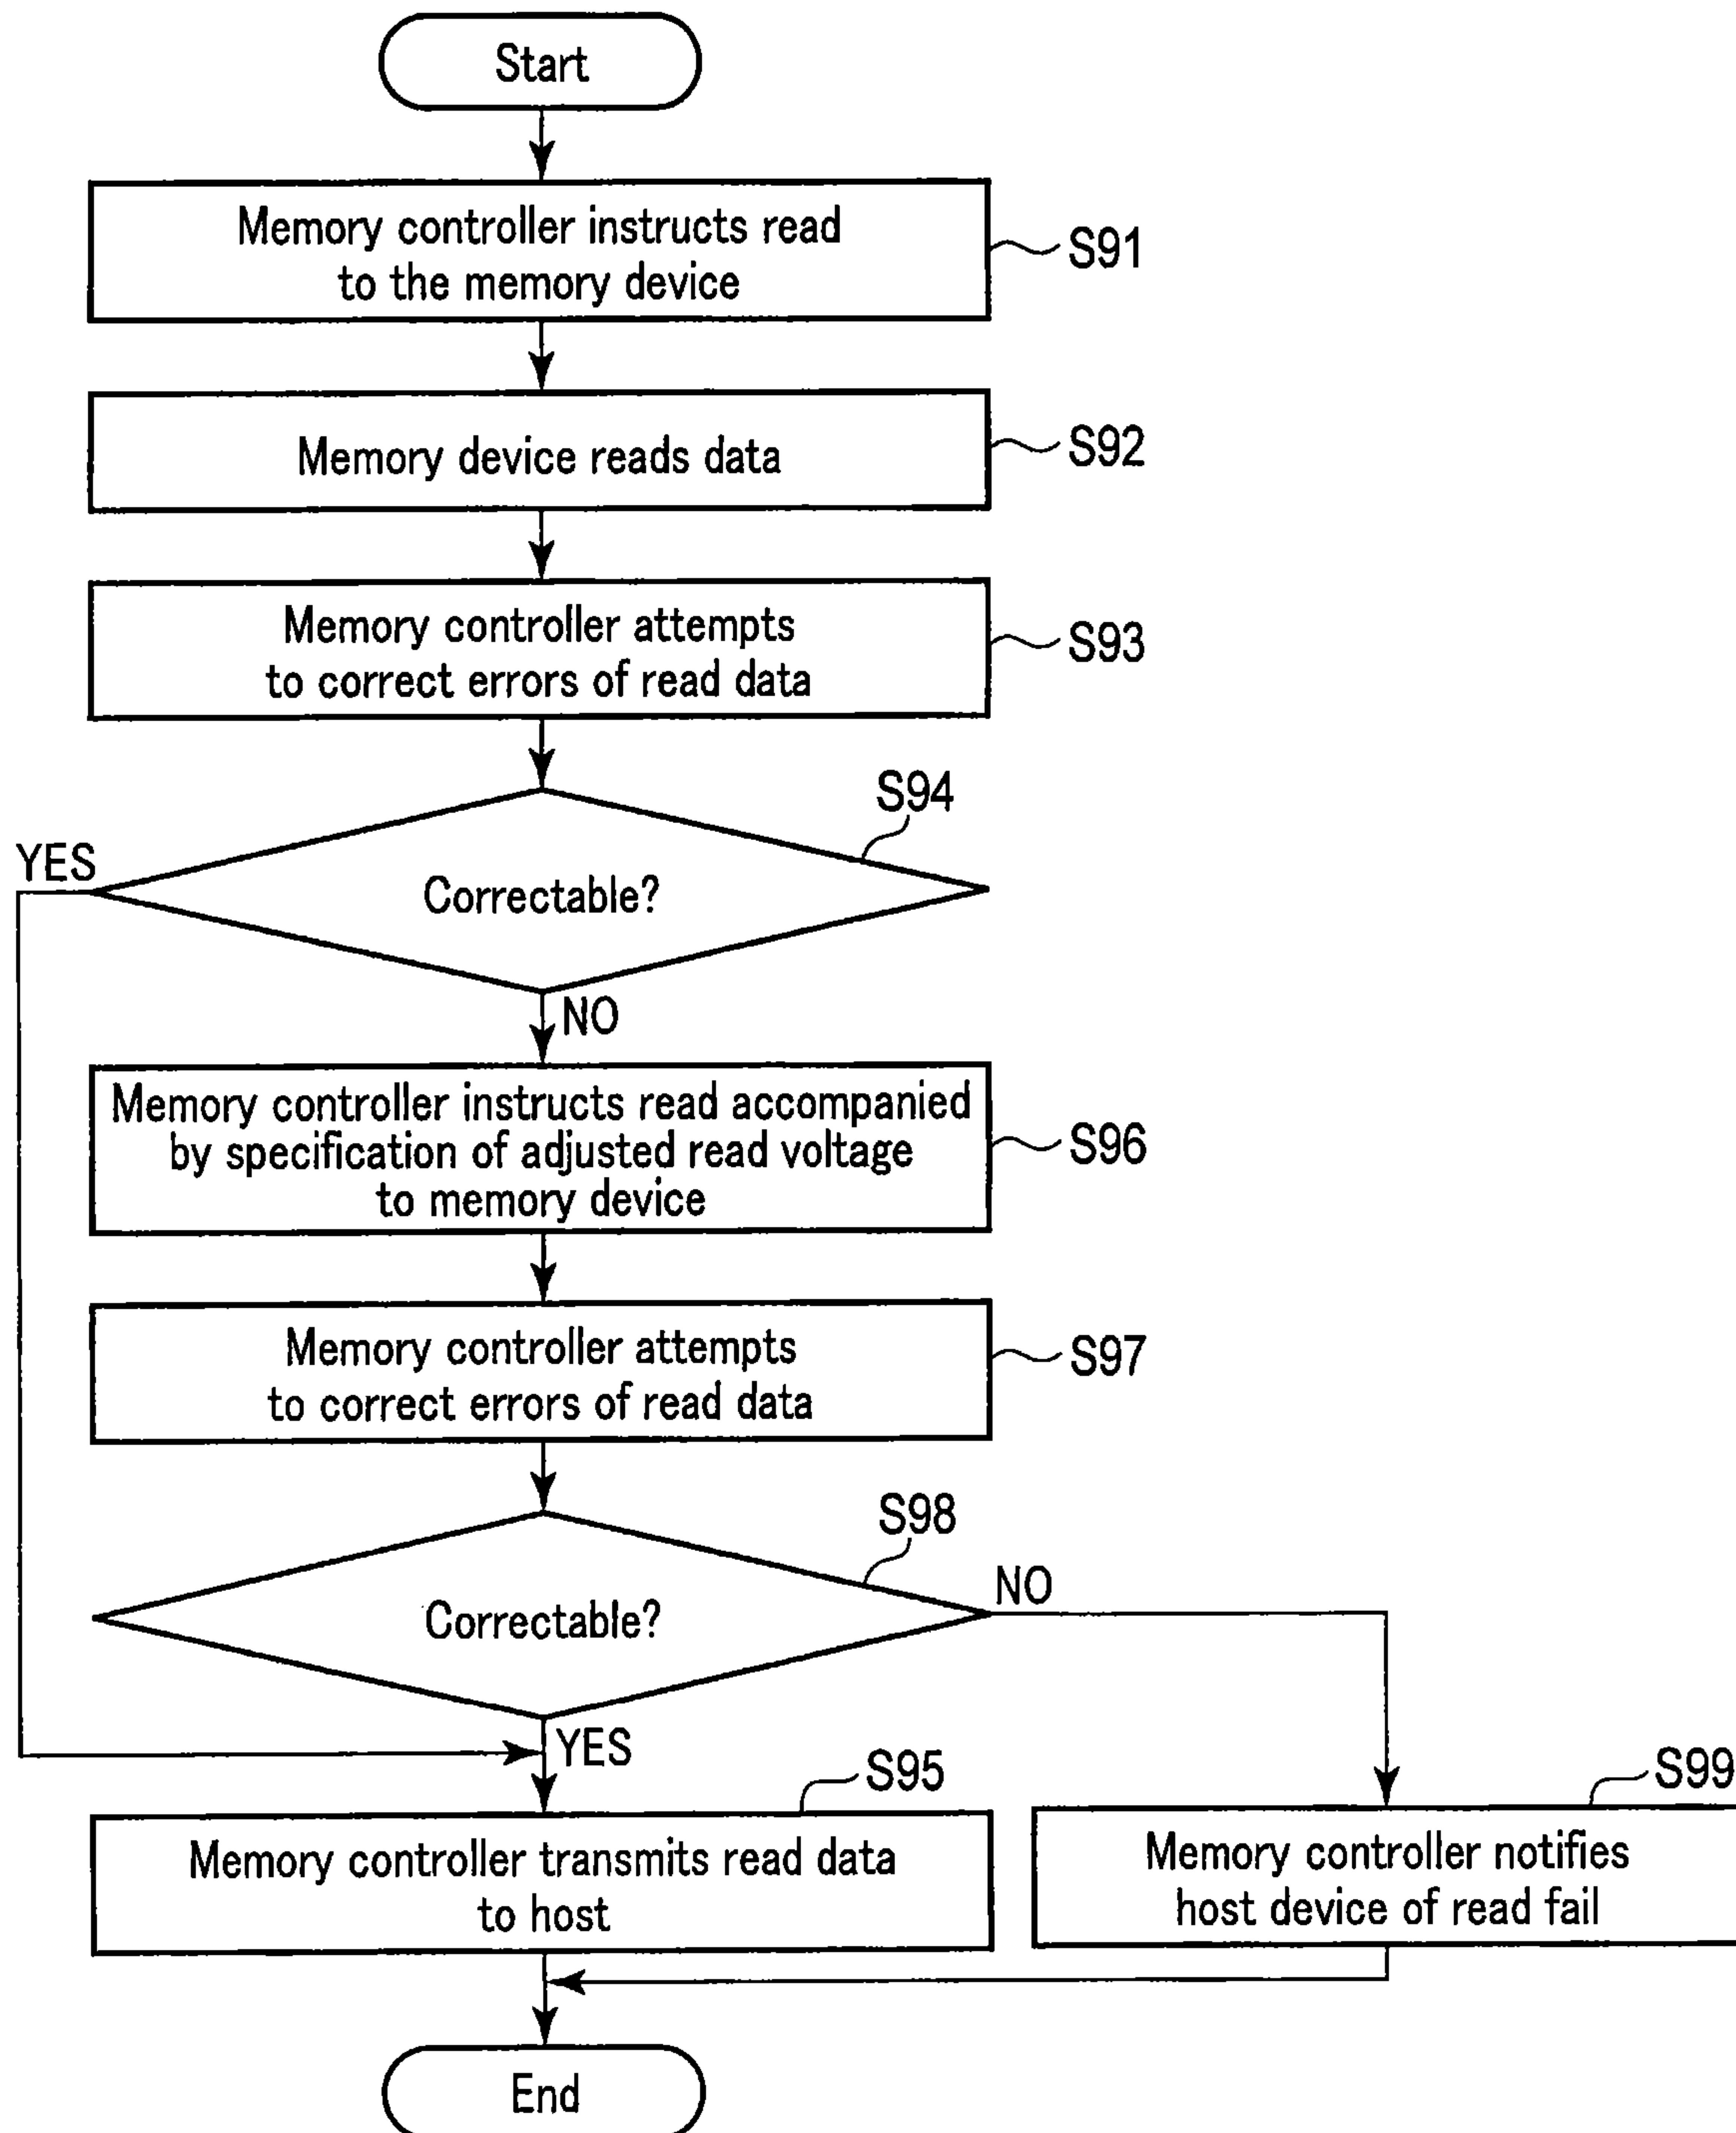 Start
Memory controller instructs read
to the memory device
S91
Memory device reads data
S92
Memory controller attempts
to correct errors of read data
S93
S94
YES
Correctable?
NO
Memory controller instructs read accompanied
by specification of adjusted read voltage
to memory device
S96
Memory controller attempts
to correct errors of read data
S97
S98
NO
Correctable?
YES
S95
S99
Memory controller transmits read data
to host
Memory controller notifies
host device of read fail
End